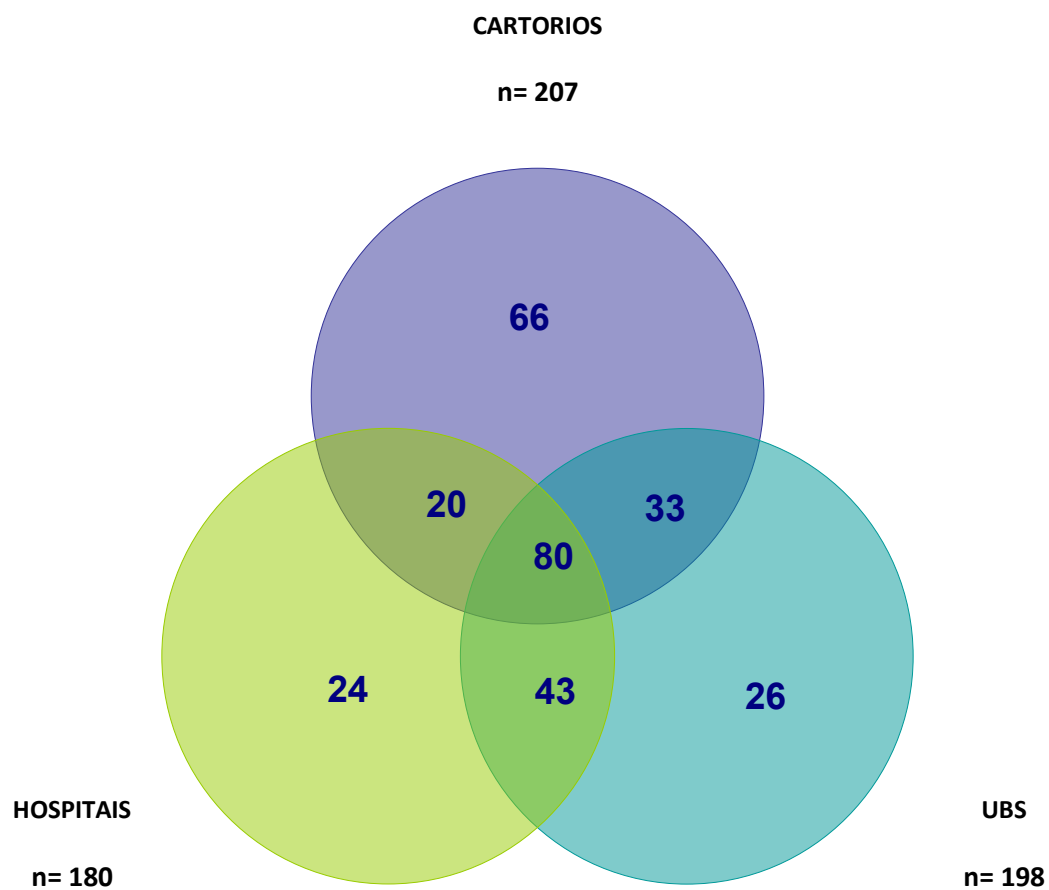 CARTORIOS
n= 207
66
20
33
80
24
43
26
HOSPITAIS
n= 180
UBS
n= 198